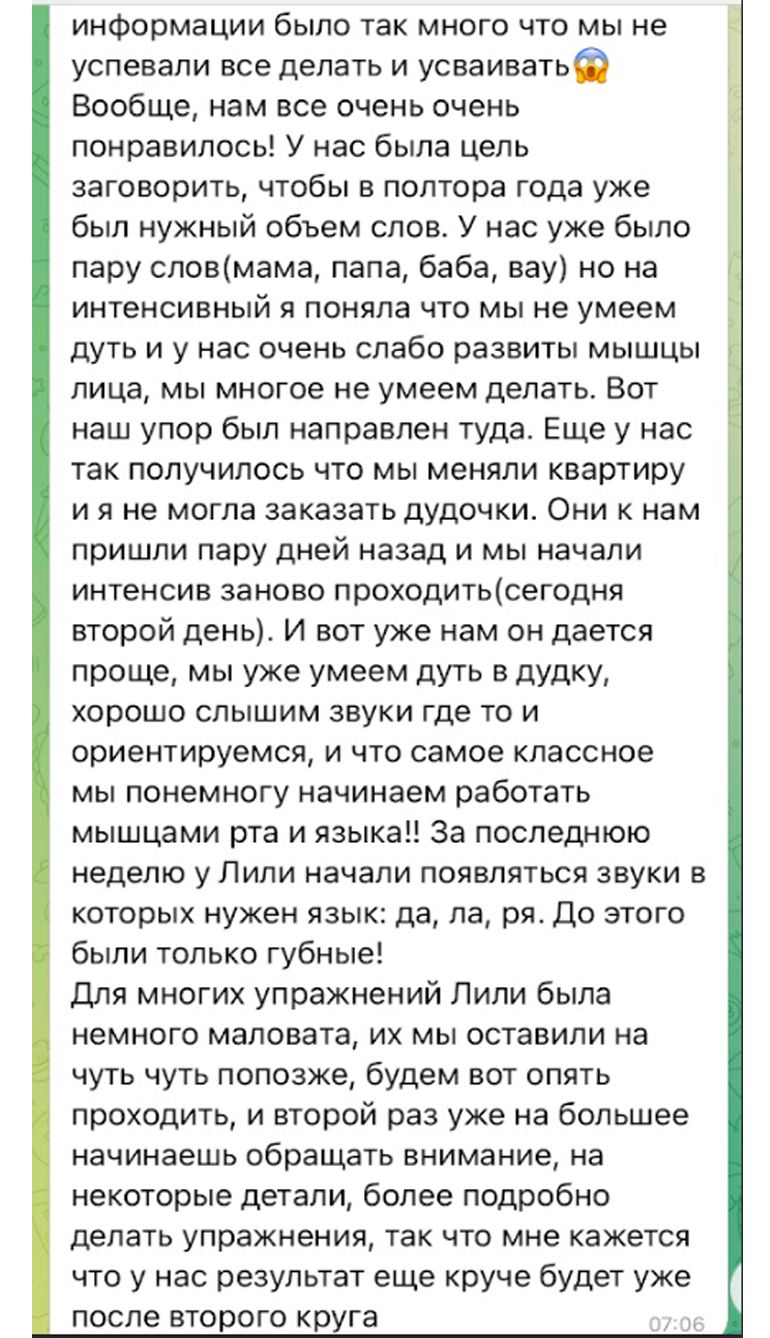 информации было так много что мы не
успевали все делать и усваивать😱
Вообще, нам все очень очень
понравилось! У нас была цель
заговорить, чтобы в полтора года уже
был нужный объем слов. У нас уже было
пару слов(мама, папа, баба, вау) но на
интенсивный я поняла что мы не умеем
дуть и у нас очень слабо развиты мышцы
лица, мы многое не умеем делать. Вот
наш упор был направлен туда. Еще у нас
так получилось что мы меняли квартиру
и я не могла заказать дудочки. Они к нам
пришли пару дней назад и мы начали
интенсив заново проходить(сегодня
второй день). И вот уже нам он дается
проще, мы уже умеем дуть в дудку,
хорошо слышим звуки где то и
ориентируемся, и что самое классное
мы понемногу начинаем работать
мышцами рта и языка!! За последнюю
неделю у Лили начали появляться звуки в
которых нужен язык: да, ла, ря. До этого
были только губные!
Для многих упражнений Лили была
немного маловата, их мы оставили на
чуть чуть попозже, будем вот опять
проходить, и второй раз уже на большее
начинаешь обращать внимание, на
некоторые детали, более подробно
делать упражнения, так что мне кажется
что у нас результат еще круче будет уже
после второго круга
07:06